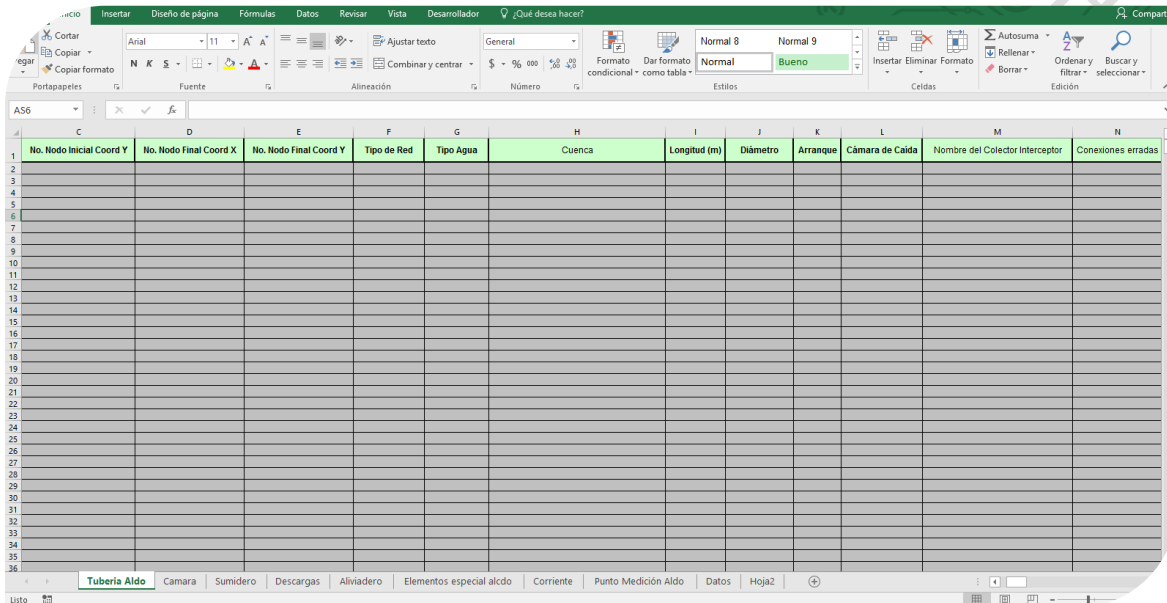 Inicio Insertar Diseño de página Fórmulas Datos Revisar Vista Desarrollador ¿Qué desea hacer? Compart
Cortar
Copiar
Copiar formato
Portapapeles
Arial 11
N K S
Fuente
Ajustar texto
Combinar y centrar
Alineación
General
$ % 000
Número
Formato condicional
Dar formato como tabla
Normal 8 Normal 9
Normal Bueno
Estilos
Insertar Eliminar Formato
Celdas
Autosuma
Rellenar
Borrar
Ordenar y filtrar
Buscar y seleccionar
Edición
AS6 fx
C D E F G H I J K L M N
1 No. Nodo Inicial Coord Y No. Nodo Final Coord X No. Nodo Final Coord Y Tipo de Red Tipo Agua Cuenca Longitud (m) Diámetro Arranque Cámara de Caída Nombre del Colector Interceptor Conexiones erradas
2
3
4
5
6
7
8
9
10
11
12
13
14
15
16
17
18
19
20
21
22
23
24
25
26
27
28
29
30
31
32
33
34
35
36
Tuberia Aldo Camara Sumidero Descargas Aliviadero Elementos especial alcdo Corriente Punto Medición Aldo Datos Hoja2
Listo